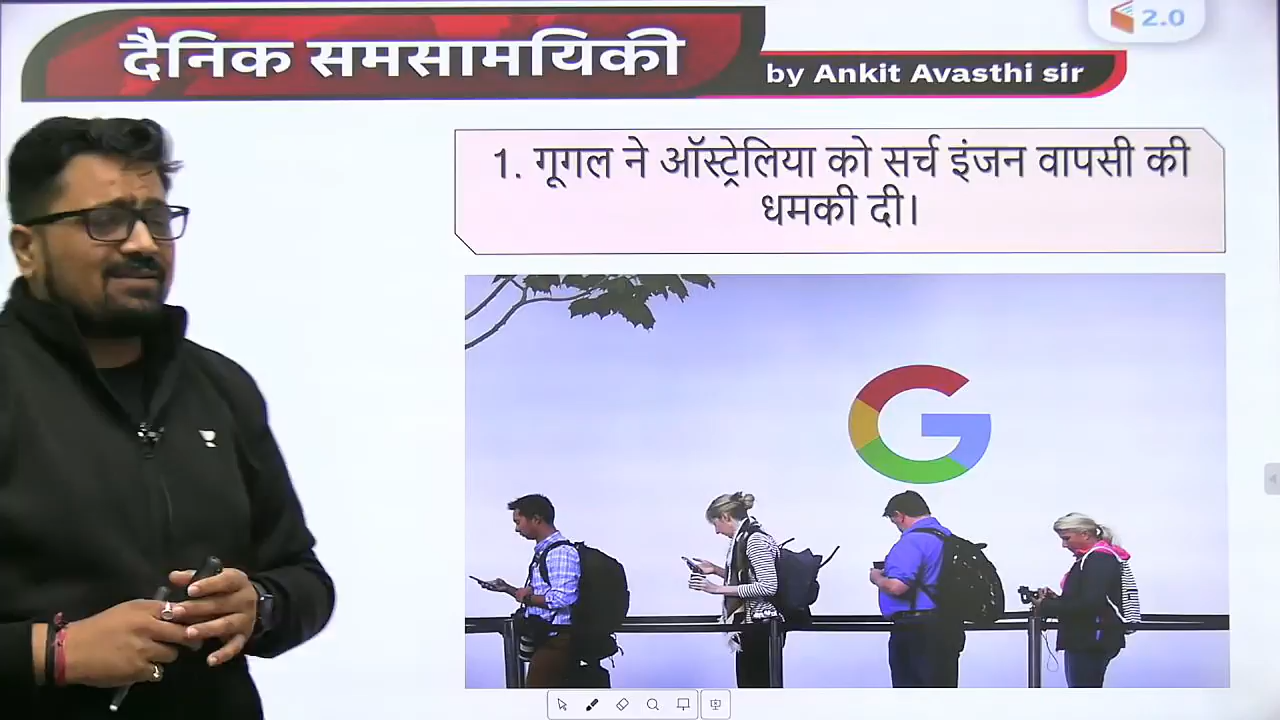 दैनिक समसामयिकी
by Ankit Avasthi sir
2.0
1. गूगल ने ऑस्ट्रेलिया को सर्च इंजन वापसी की
धमकी दी।